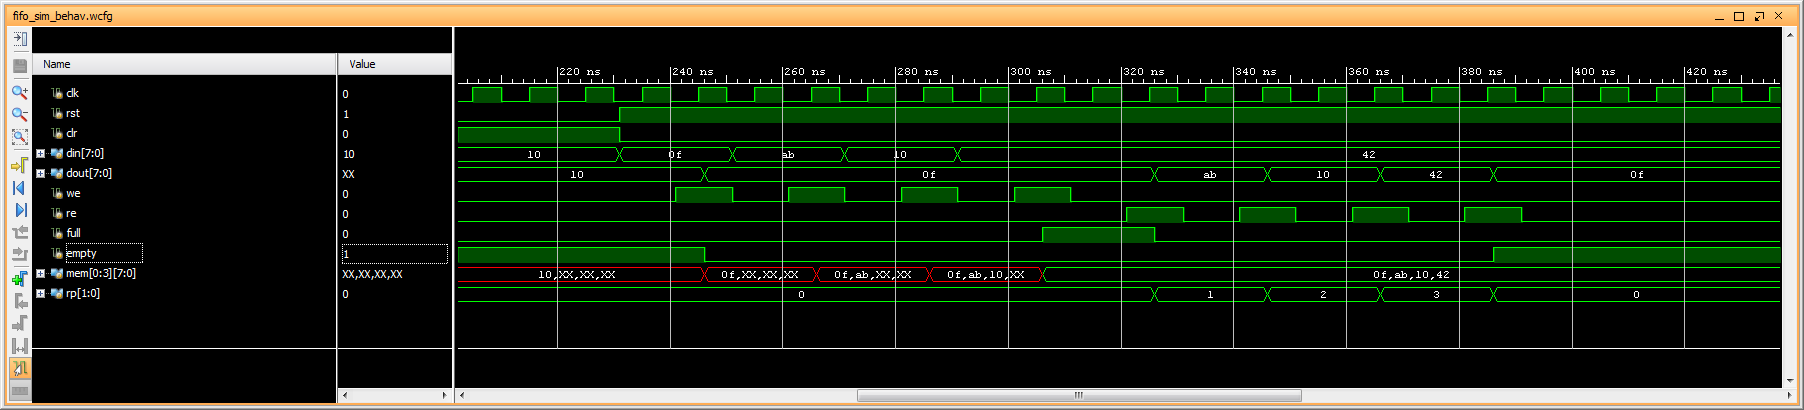 fifo_sim_behav.wcfg
Name Value
220 ns 240 ns 260 ns 280 ns 300 ns 320 ns 340 ns 360 ns 380 ns 400 ns 420 ns
clk 0
rst 1
clr 0
din[7:0] 10 10 0f ab 10 42
dout[7:0] XX 10 0f ab 10 42 0f
we 0
re 0
full 0
empty 1
mem[0:3][7:0] XX,XX,XX,XX 10,XX,XX,XX 0f,XX,XX,XX 0f,ab,XX,XX 0f,ab,10,XX 0f,ab,10,42
rp[1:0] 0 0 1 2 3 0